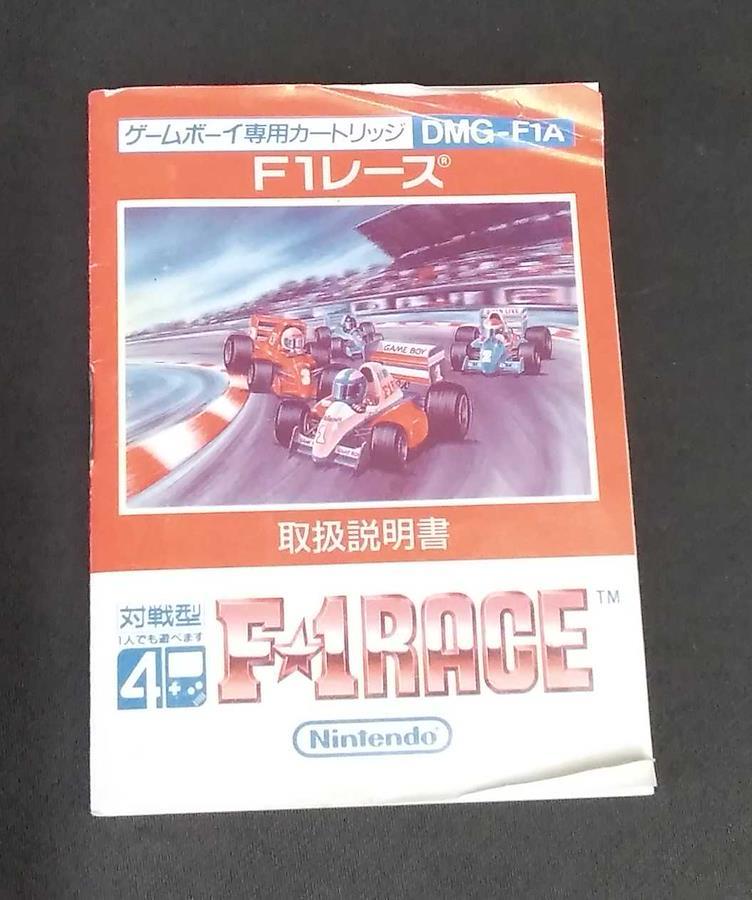 ゲームボーイ専用カートリッジ DMG-F1A
F1レース®
GAME BOY
取扱説明書
対戦型
1人でも遊べます
4
F★1 RACE™
Nintendo®